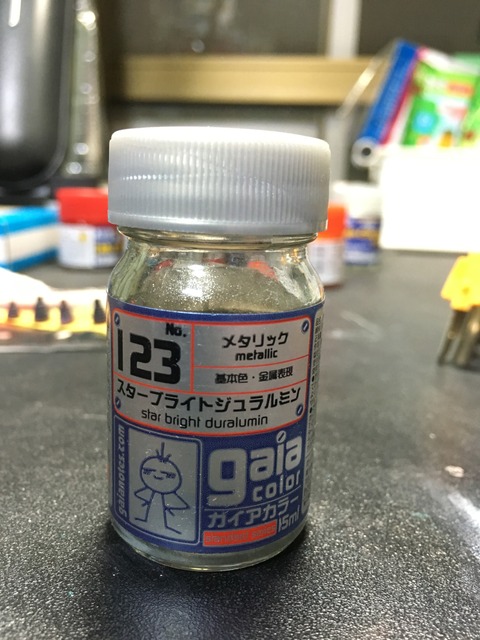 No.
123
メタリック
metallic
基本色・金属表現
スターブライトジュラルミン
star bright duralumin
gaianotes.com
gaia
color
ガイアカラー
15ml